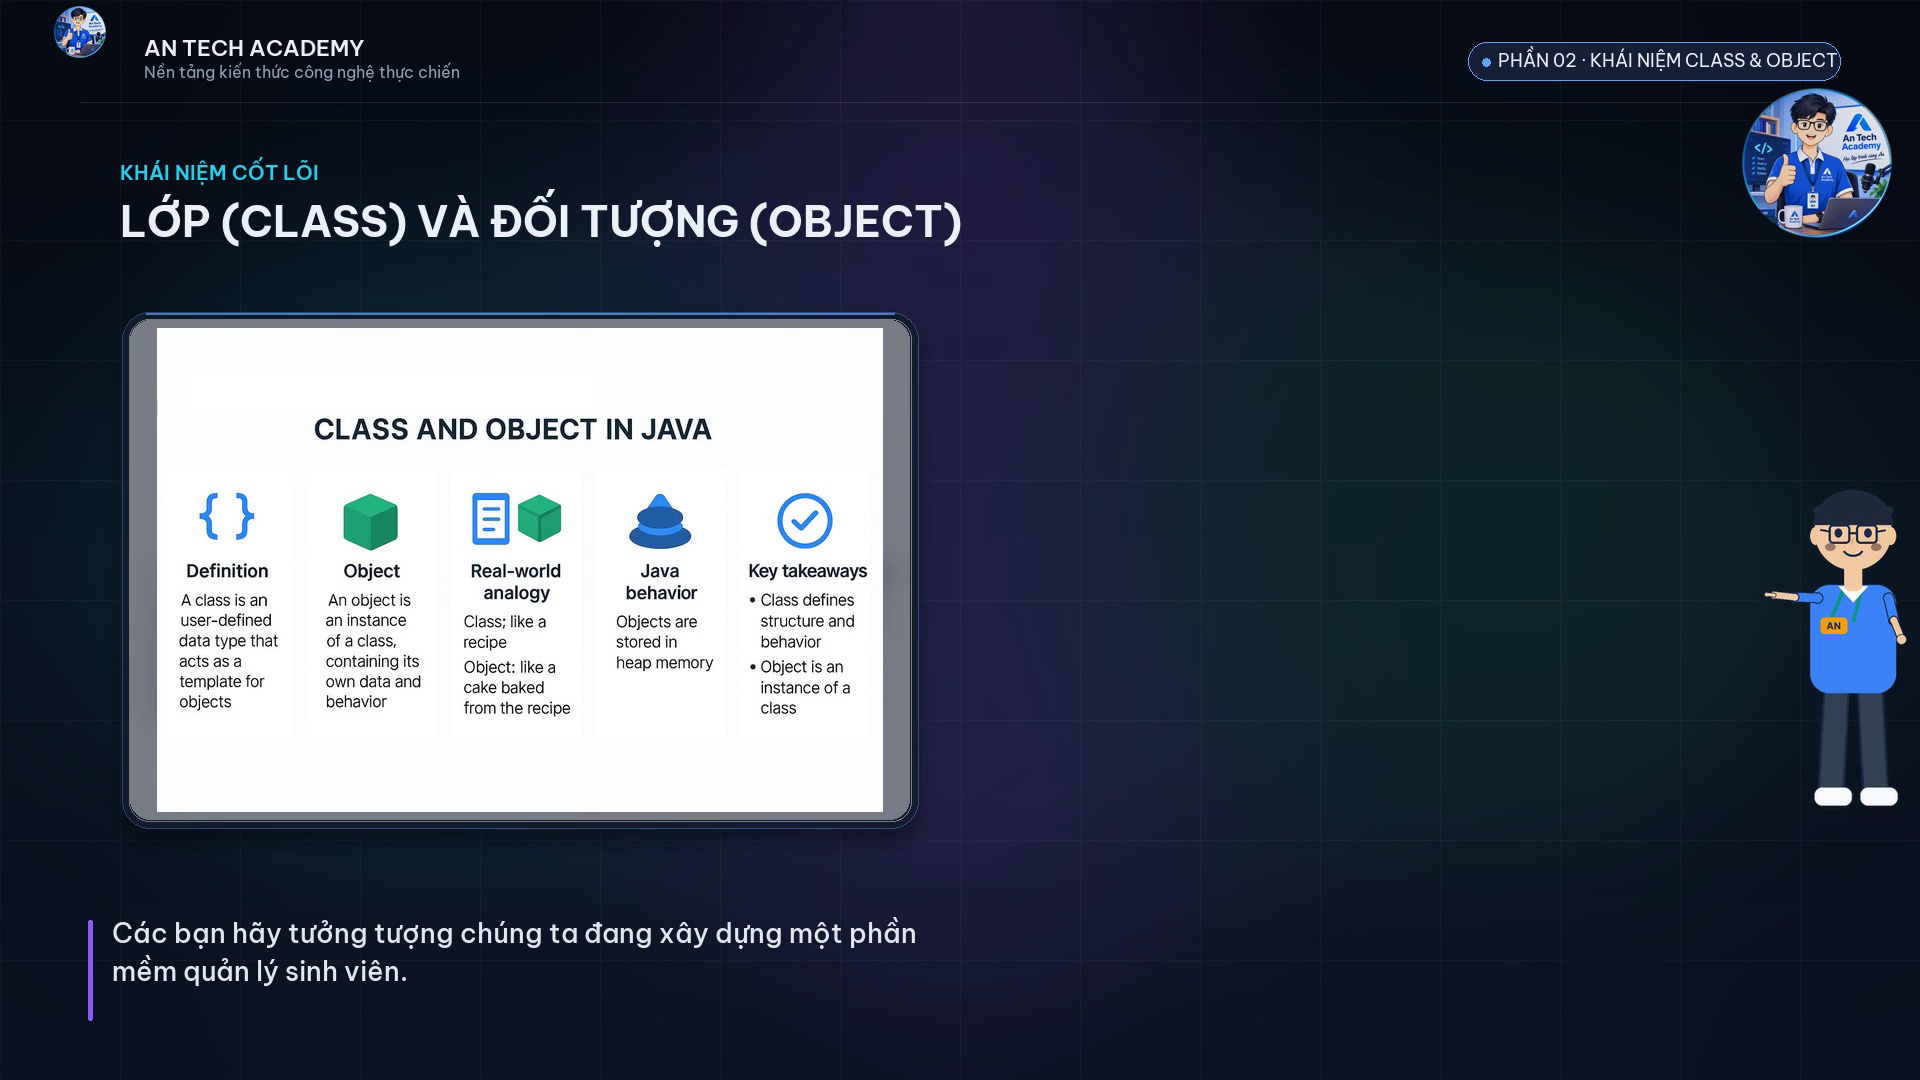 AN TECH ACADEMY
Nền tảng kiến thức công nghệ thực chiến
PHẦN 02 · KHÁI NIỆM CLASS & OBJECT
An Tech
Academy
KHÁI NIỆM CỐT LÕI
LỚP (CLASS) VÀ ĐỐI TƯỢNG (OBJECT)
CLASS AND OBJECT IN JAVA
Definition
A class is an
user-defined
data type that
acts as a
template for
objects
Object
An object is
an instance
of a class,
containing its
own data and
behavior
Real-world
analogy
Class; like a
recipe
Object: like a
cake baked
from the recipe
Java
behavior
Objects are
stored in
heap memory
Key takeaways
• Class defines
structure and
behavior
• Object is an
instance of a
class
AN
Các bạn hãy tưởng tượng chúng ta đang xây dựng một phần
mềm quản lý sinh viên.